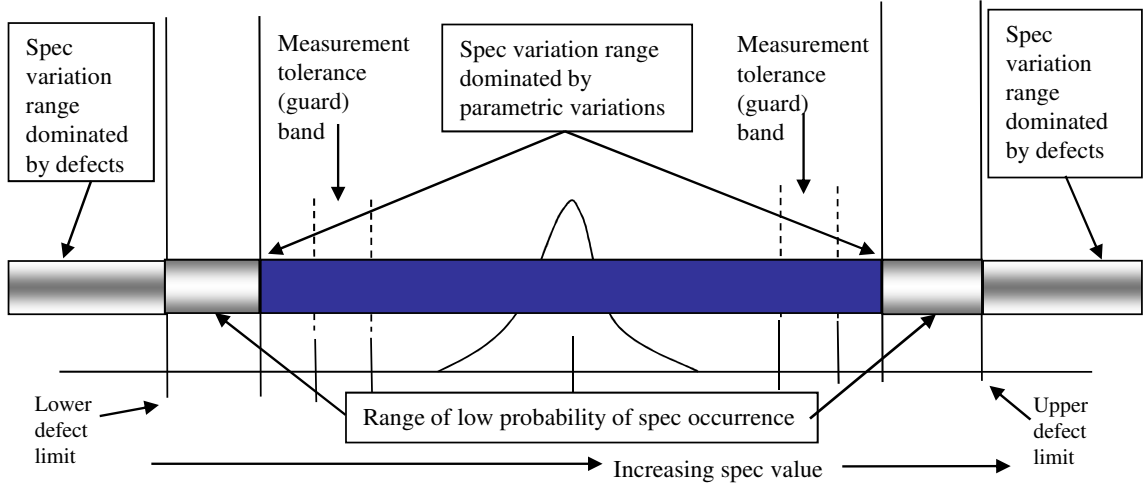 Spec
variation
range
dominated
by defects
Measurement
tolerance
(guard)
band
Spec variation range
dominated by
parametric variations
Measurement
tolerance
(guard)
band
Spec
variation
range
dominated
by defects
Lower
defect
limit
Range of low probability of spec occurrence
Upper
defect
limit
Increasing spec value